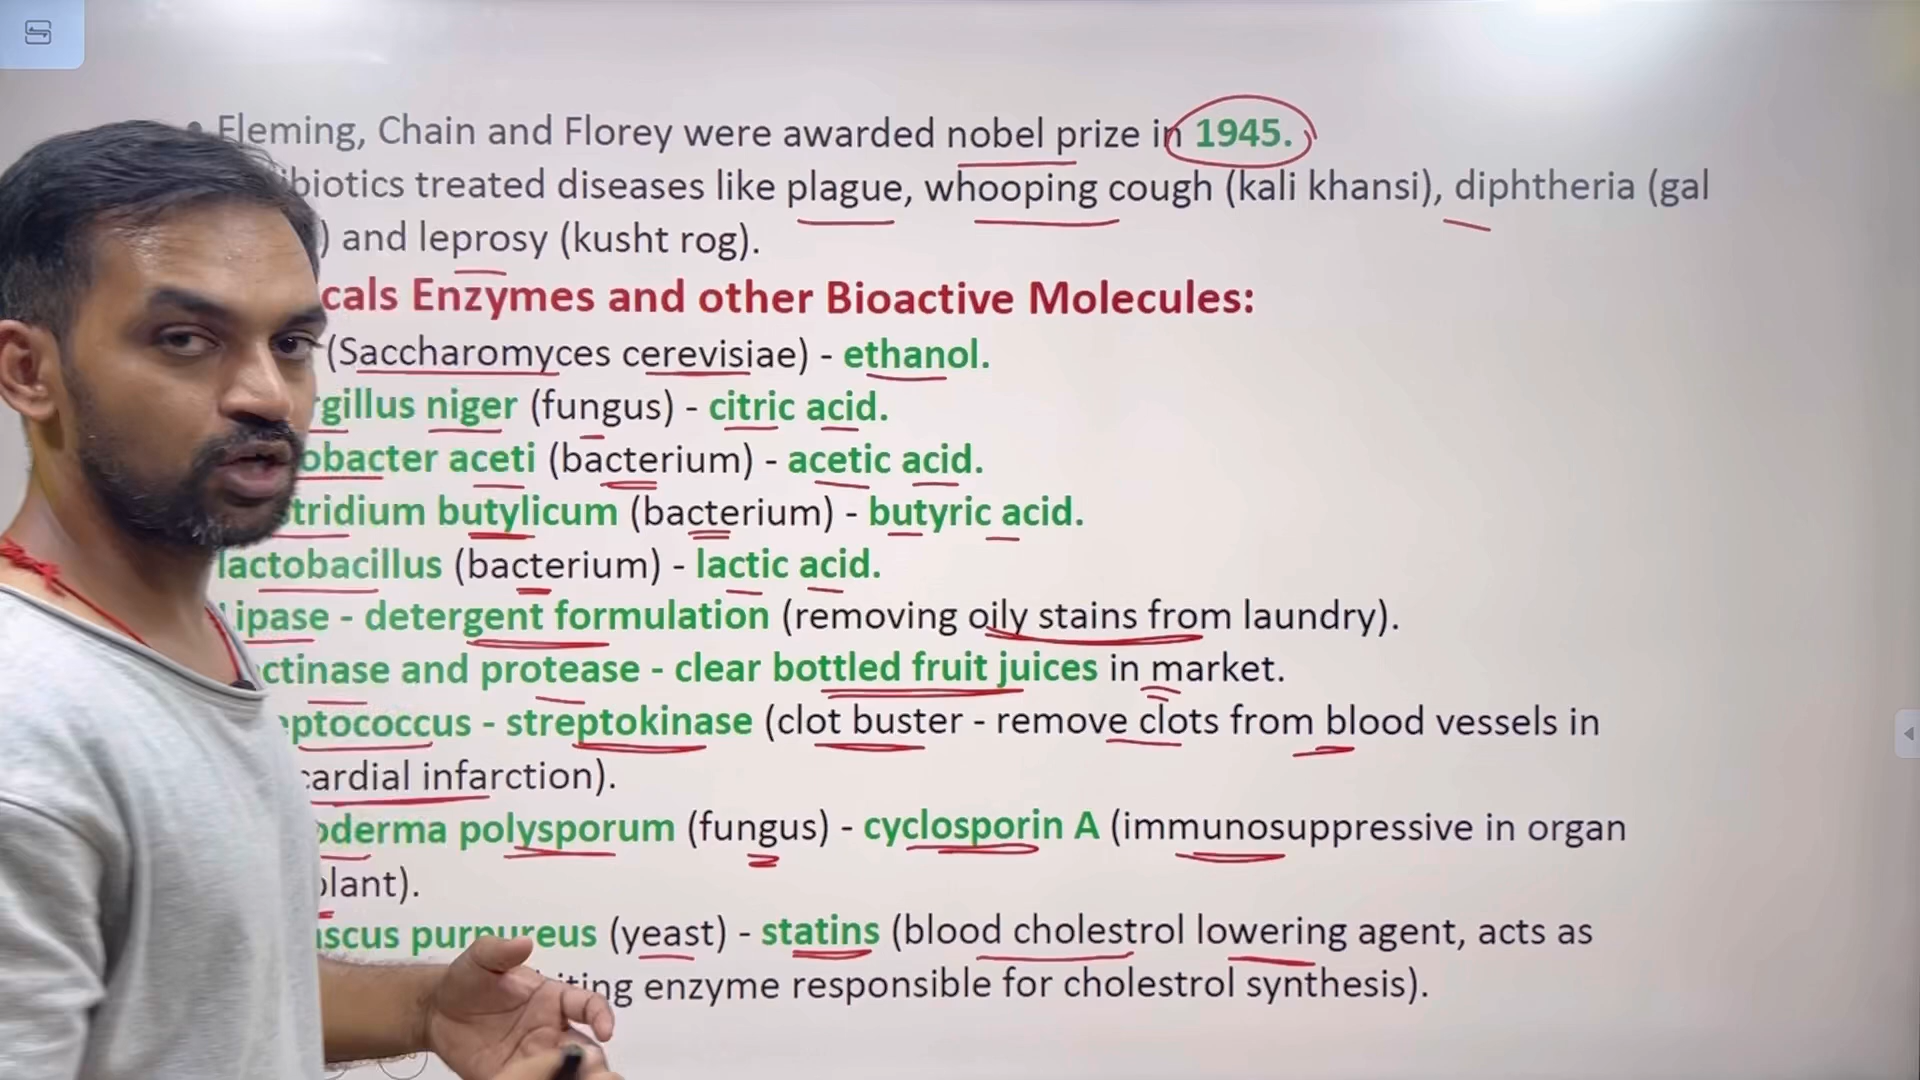 Fleming, Chain and Florey were awarded nobel prize in 1945.
biotics treated diseases like plague, whooping cough (kali khansi), diphtheria (gal
) and leprosy (kusht rog).
cals Enzymes and other Bioactive Molecules:
(Saccharomyces cerevisiae) - ethanol.
gillus niger (fungus) - citric acid.
obacter aceti (bacterium) - acetic acid.
tridium butylicum (bacterium) - butyric acid.
lactobacillus (bacterium) - lactic acid.
Lipase - detergent formulation (removing oily stains from laundry).
ctinase and protease - clear bottled fruit juices in market.
ptococcus - streptokinase (clot buster - remove clots from blood vessels in
cardial infarction).
oderma polysporum (fungus) - cyclosporin A (immunosuppressive in organ
plant).
scus purpureus (yeast) - statins (blood cholestrol lowering agent, acts as
ting enzyme responsible for cholestrol synthesis).